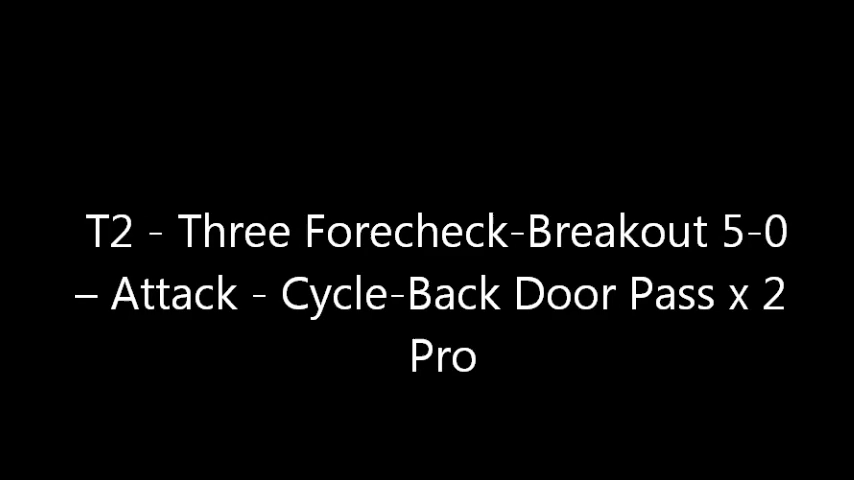 T2 - Three Forecheck-Breakout 5-0
– Attack - Cycle-Back Door Pass x 2
Pro